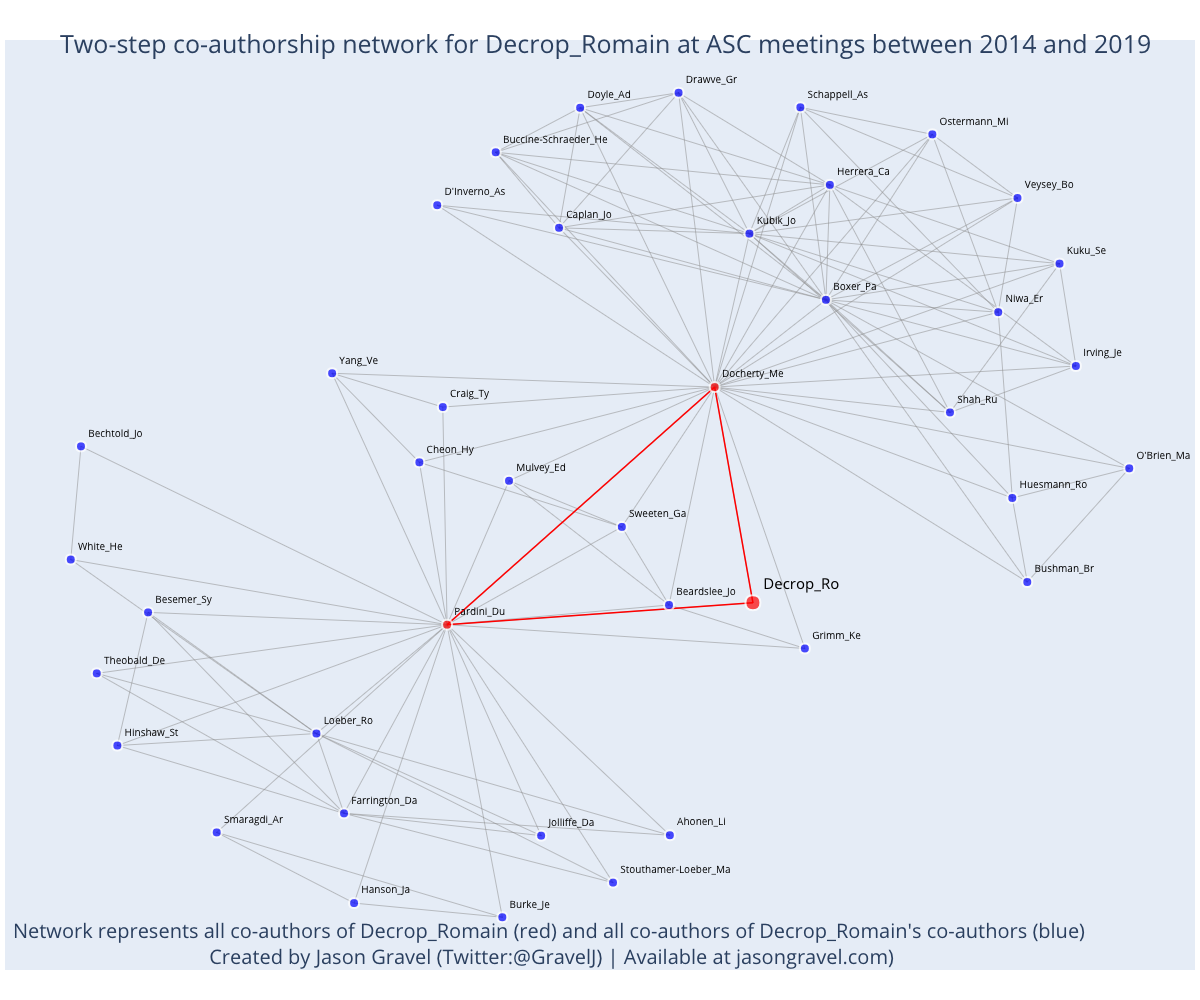 Two-step co-authorship network for Decrop_Romain at ASC meetings between 2014 and 2019
Drawve_Gr
Doyle_Ad
Schappell_As
Ostermann_Mi
Buccine-Schraeder_He
Herrera_Ca
Veysey_Bo
D'Inverno_As
Caplan_Jo
Kubik_Jo
Kuku_Se
Boxer_Pa
Niwa_Er
Irving_Je
Yang_Ve
Docherty_Me
Craig_Ty
Shah_Ru
Bechtold_Jo
Cheon_Hy
O'Brien_Ma
Mulvey_Ed
Huesmann_Ro
Sweeten_Ga
White_He
Bushman_Br
Decrop_Ro
Beardslee_Jo
Besemer_Sy
Pardini_Du
Grimm_Ke
Theobald_De
Loeber_Ro
Hinshaw_St
Farrington_Da
Smaragdi_Ar
Jolliffe_Da
Ahonen_Li
Stouthamer-Loeber_Ma
Hanson_Ja
Burke_Je
Network represents all co-authors of Decrop_Romain (red) and all co-authors of Decrop_Romain's co-authors (blue)
Created by Jason Gravel (Twitter:@GravelJ) | Available at jasongravel.com)